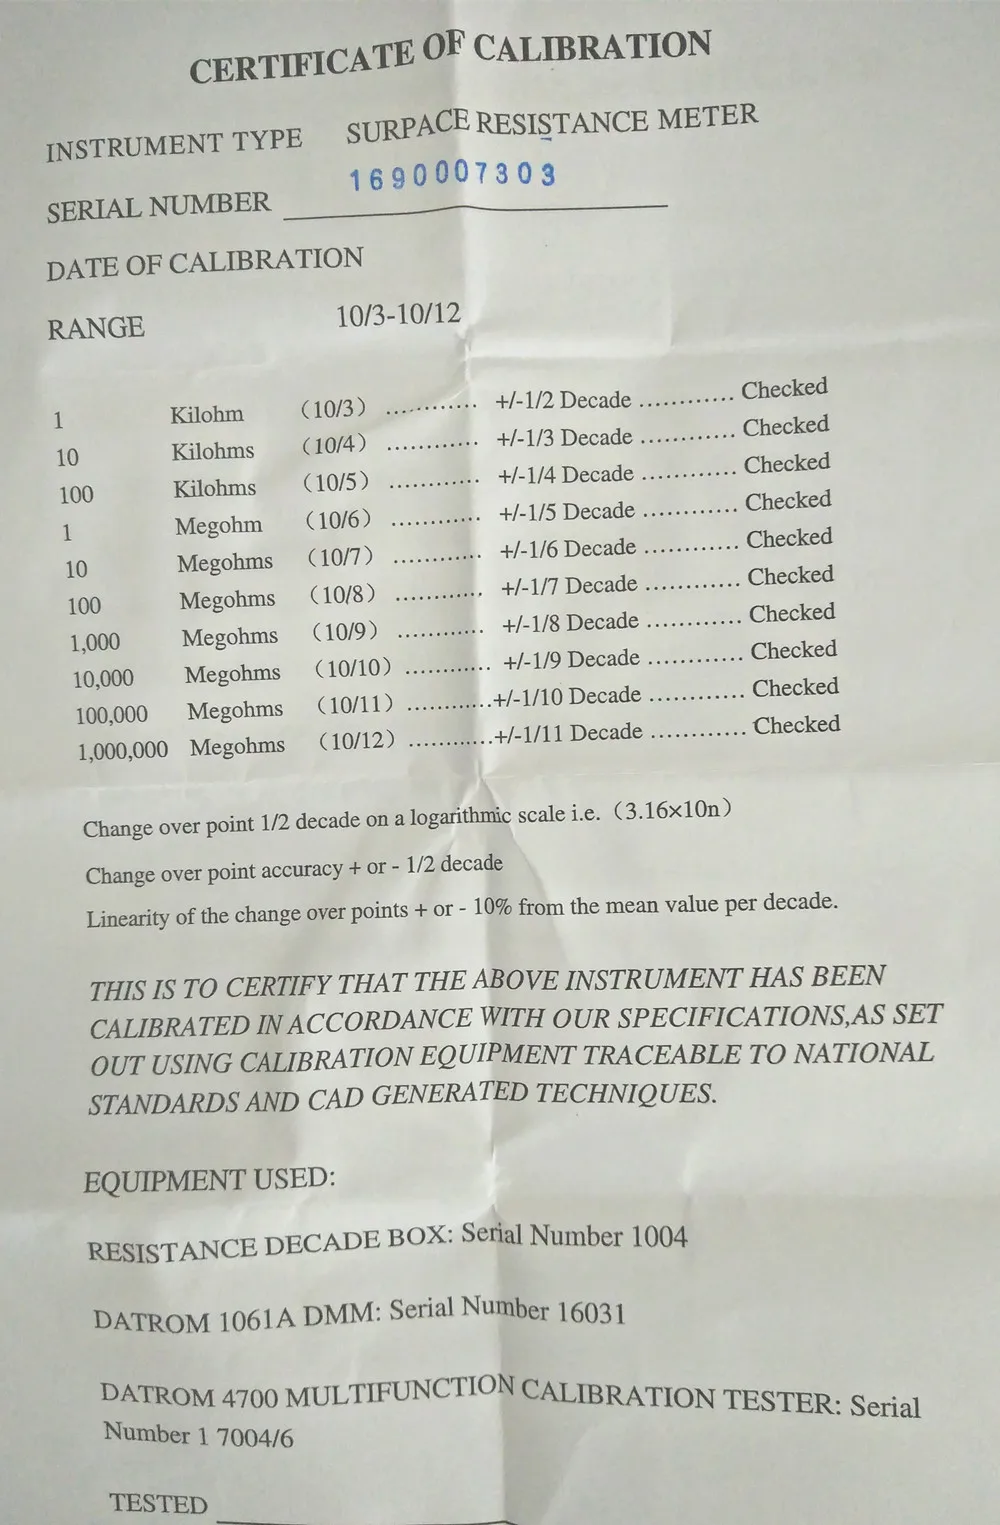 CERTIFICATE OF CALIBRATION
INSTRUMENT TYPE SURPACE RESISTANCE METER
SERIAL NUMBER 1690007303
DATE OF CALIBRATION
RANGE 10/3-10/12
1 Kilohm (10/3) ............ +/-1/2 Decade ............ Checked
10 Kilohms (10/4) ............ +/-1/3 Decade ............ Checked
100 Kilohms (10/5) ............ +/-1/4 Decade ............ Checked
1 Megohm (10/6) ............ +/-1/5 Decade ............ Checked
10 Megohms (10/7) ............ +/-1/6 Decade ............ Checked
100 Megohms (10/8) ............ +/-1/7 Decade ............ Checked
1,000 Megohms (10/9) ............ +/-1/8 Decade ............ Checked
10,000 Megohms (10/10) ............ +/-1/9 Decade ............ Checked
100,000 Megohms (10/11) ............+/-1/10 Decade ............ Checked
1,000,000 Megohms (10/12) ............+/-1/11 Decade ............ Checked
Change over point 1/2 decade on a logarithmic scale i.e. (3.16×10n)
Change over point accuracy + or - 1/2 decade
Linearity of the change over points + or - 10% from the mean value per decade.
THIS IS TO CERTIFY THAT THE ABOVE INSTRUMENT HAS BEEN
CALIBRATED IN ACCORDANCE WITH OUR SPECIFICATIONS,AS SET
OUT USING CALIBRATION EQUIPMENT TRACEABLE TO NATIONAL
STANDARDS AND CAD GENERATED TECHNIQUES.
EQUIPMENT USED:
RESISTANCE DECADE BOX: Serial Number 1004
DATROM 1061A DMM: Serial Number 16031
DATROM 4700 MULTIFUNCTION CALIBRATION TESTER: Serial
Number 1 7004/6
TESTED